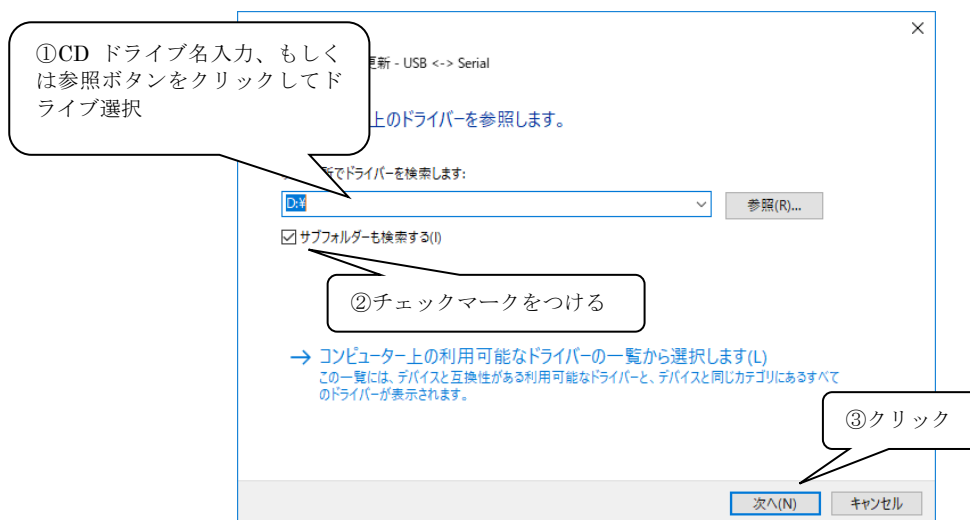 ①CD ドライブ名入力、もしく
は参照ボタンをクリックしてド
ライブ選択
更新 - USB <-> Serial
上のドライバーを参照します。
所でドライバーを検索します:
D:¥
参照(R)...
サブフォルダーも検索する(I)
②チェックマークをつける
→ コンピューター上の利用可能なドライバーの一覧から選択します(L)
この一覧には、デバイスと互換性がある利用可能なドライバーと、デバイスと同じカテゴリにあるすべて
のドライバーが表示されます。
③クリック
次へ(N)
キャンセル